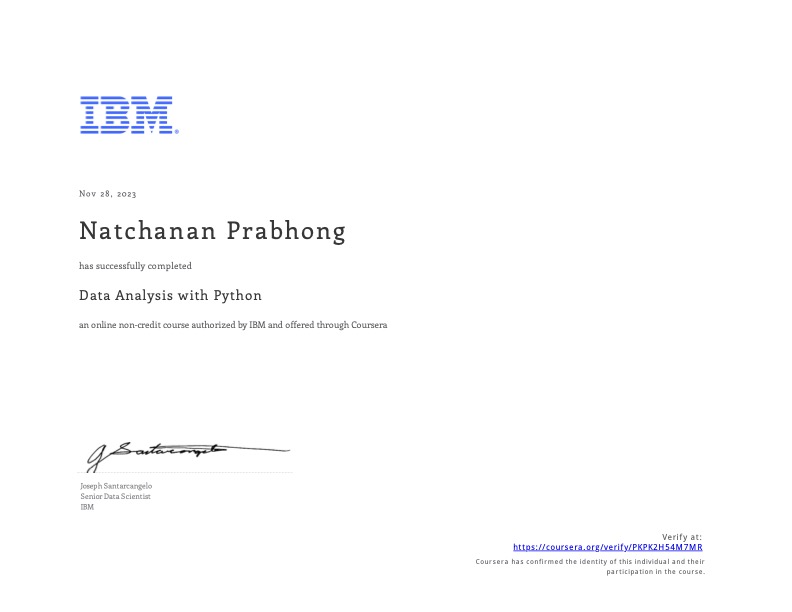 IBM®
Nov 28, 2023
Natchanan Prabhong
has successfully completed
Data Analysis with Python
an online non-credit course authorized by IBM and offered through Coursera
Joseph Santarcangelo
Senior Data Scientist
IBM
Verify at:
https://coursera.org/verify/PKPK2H54M7MR
Coursera has confirmed the identity of this individual and their
participation in the course.